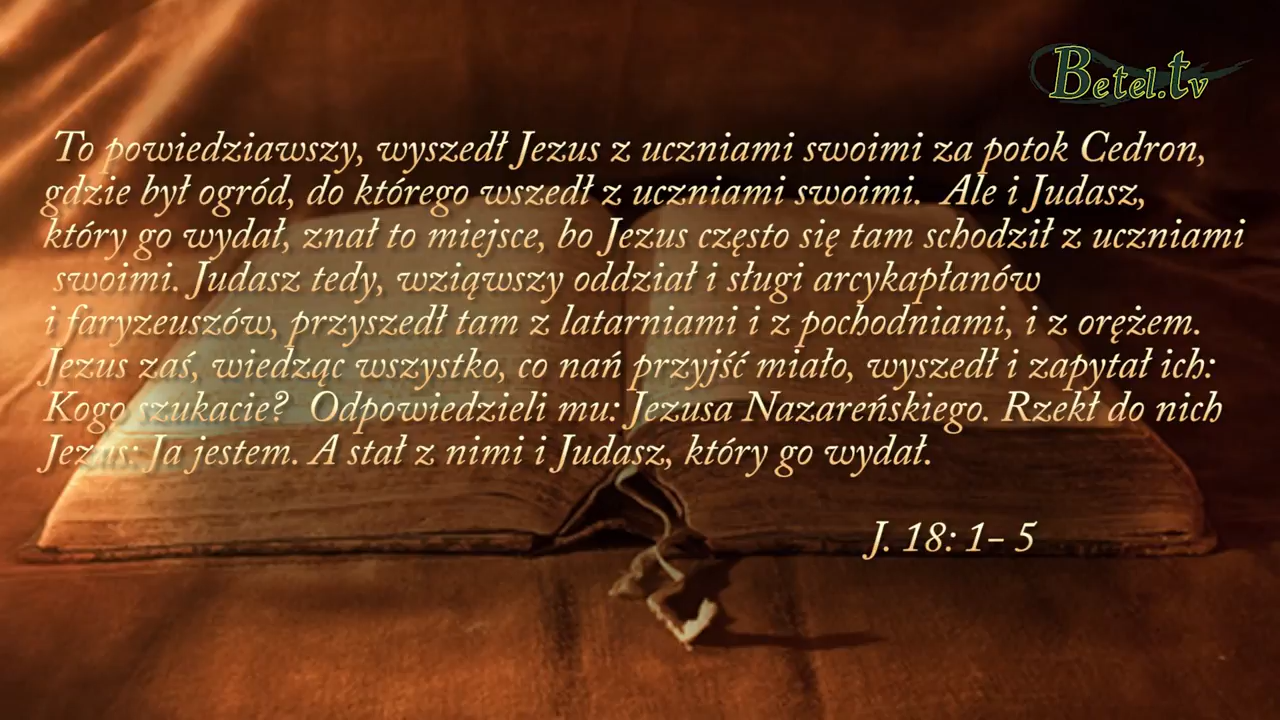 Betel.tv
To powiedziawszy, wyszedł Jezus z uczniami swoimi za potok Cedron,
gdzie był ogród, do którego wszedł z uczniami swoimi. Ale i Judasz,
który go wydał, znał to miejsce, bo Jezus często się tam schodził z uczniami
swoimi. Judasz tedy, wziąwszy oddział i sługi arcykapłanów
i faryzeuszów, przyszedł tam z latarniami i z pochodniami, i z orężem.
Jezus zaś, wiedząc wszystko, co nań przyjść miało, wyszedł i zapytał ich:
Kogo szukacie? Odpowiedzieli mu: Jezusa Nazareńskiego. Rzekł do nich
Jezus: Ja jestem. A stał z nimi i Judasz, który go wydał.
J. 18: 1- 5